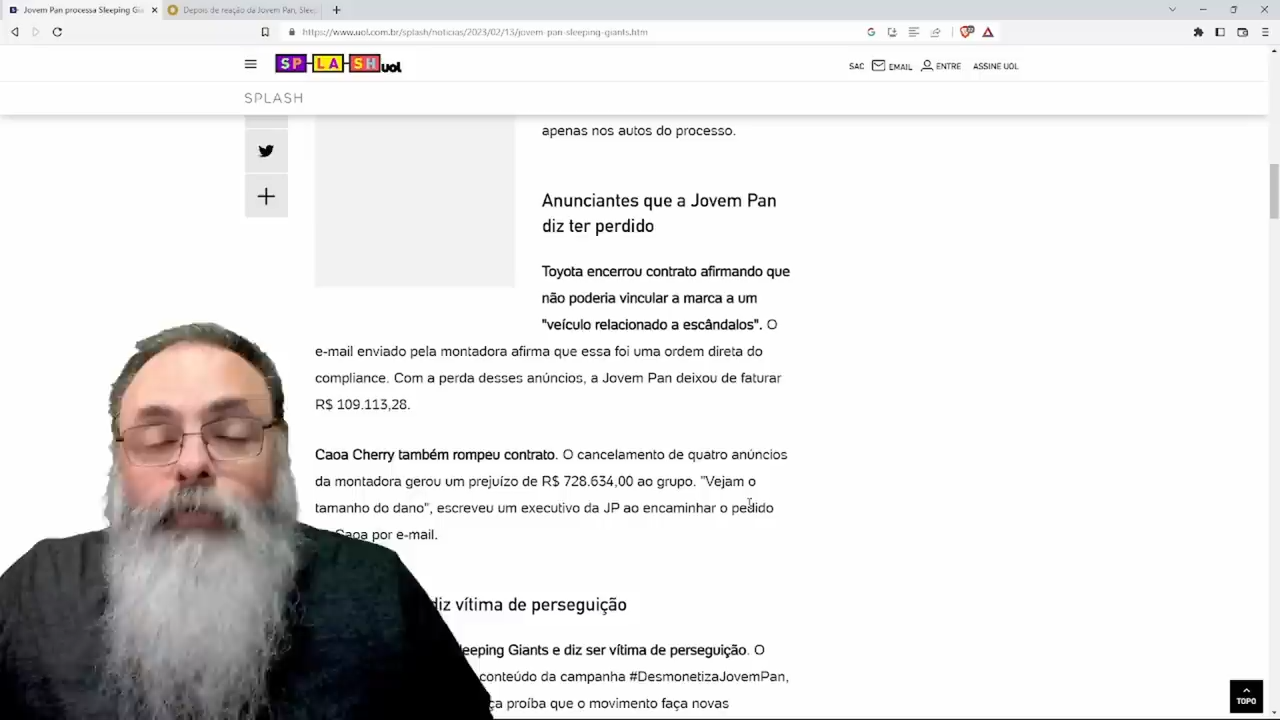 Jovem Pan processa Sleeping Gia
Depois de reação da Jovem Pan, Sleep
https://www.uol.com.br/splash/noticias/2023/02/13/jovem-pan-sleeping-giants.htm
SPLASH uol
SAC EMAIL ENTRE ASSINE UOL
SPLASH
apenas nos autos do processo.
Anunciantes que a Jovem Pan
diz ter perdido
Toyota encerrou contrato afirmando que
não poderia vincular a marca a um
"veículo relacionado a escândalos". O
e-mail enviado pela montadora afirma que essa foi uma ordem direta do
compliance. Com a perda desses anúncios, a Jovem Pan deixou de faturar
R$ 109.113,28.
Caoa Cherry também rompeu contrato. O cancelamento de quatro anúncios
da montadora gerou um prejuízo de R$ 728.634,00 ao grupo. "Vejam o
tamanho do dano", escreveu um executivo da JP ao encaminhar o pedido
Caoa por e-mail.
diz vítima de perseguição
Sleeping Giants e diz ser vítima de perseguição. O
conteúdo da campanha #DesmonetizaJovemPan,
proíba que o movimento faça novas
TOPO